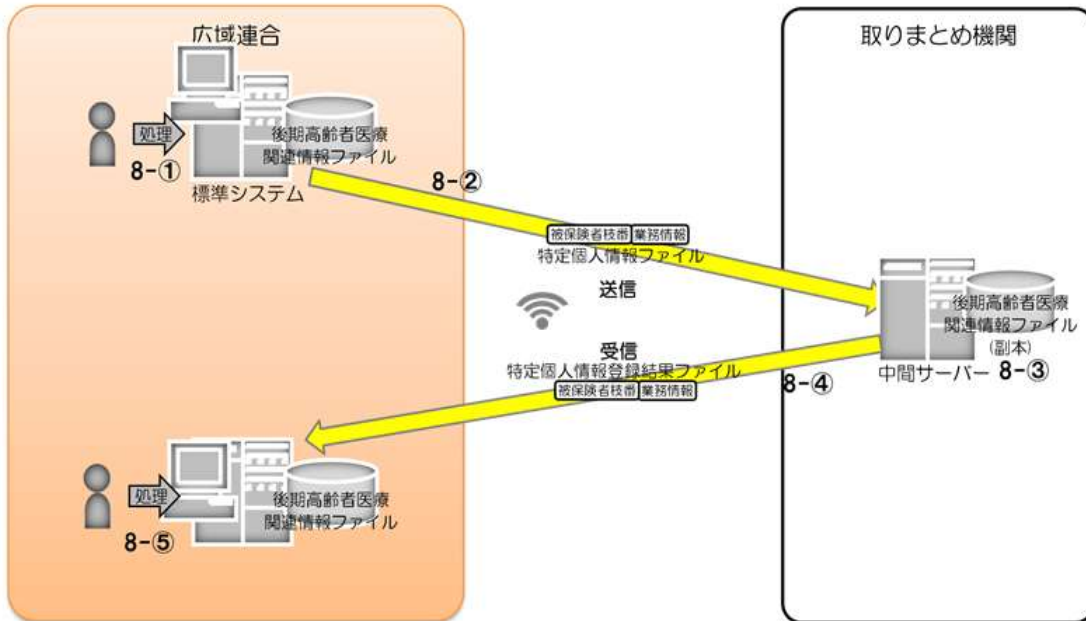 広域連合
取りまとめ機関
処理
8-①
後期高齢者医療
関連情報ファイル
標準システム
8-②
被保険者枝番 業務情報
特定個人情報ファイル
送信
後期高齢者医療
関連情報ファイル
(副本)
中間サーバー 8-③
受信
特定個人情報登録結果ファイル
8-④
被保険者枝番 業務情報
処理
8-⑤
後期高齢者医療
関連情報ファイル